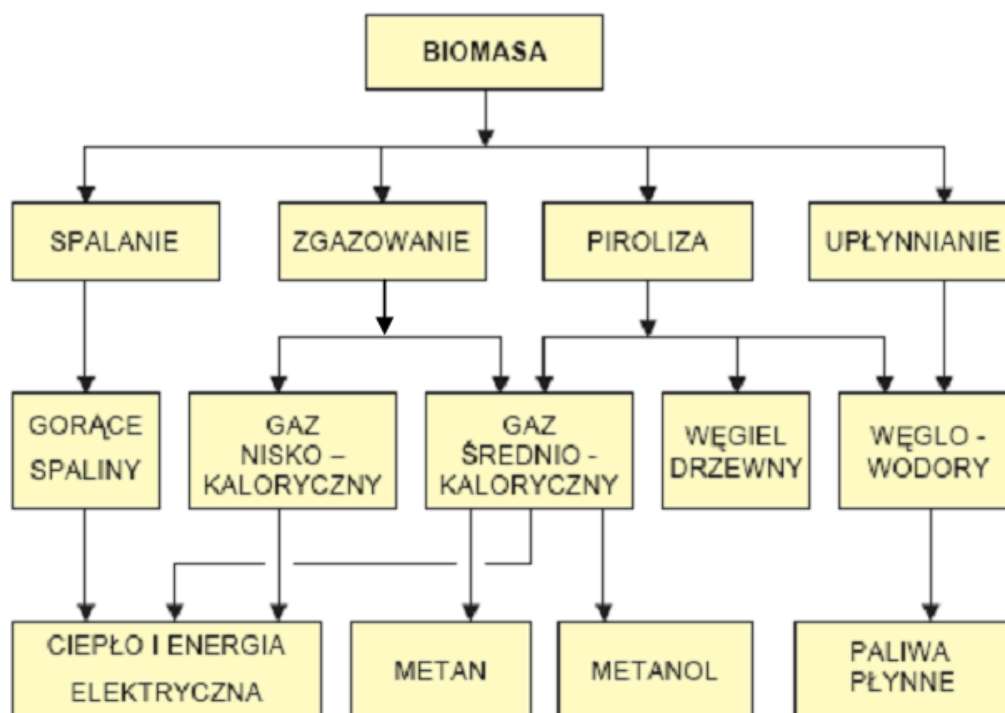 BIOMASA
SPALANIE
ZGAZOWANIE
PIROLIZA
UPŁYNNIANIE
GORĄCE
SPALINY
GAZ
NISKO –
KALORYCZNY
GAZ
ŚREDNIO -
KALORYCZNY
WĘGIEL
DRZEWNY
WĘGLO -
WODORY
CIEPŁO I ENERGIA
ELEKTRYCZNA
METAN
METANOL
PALIWA
PŁYNNE